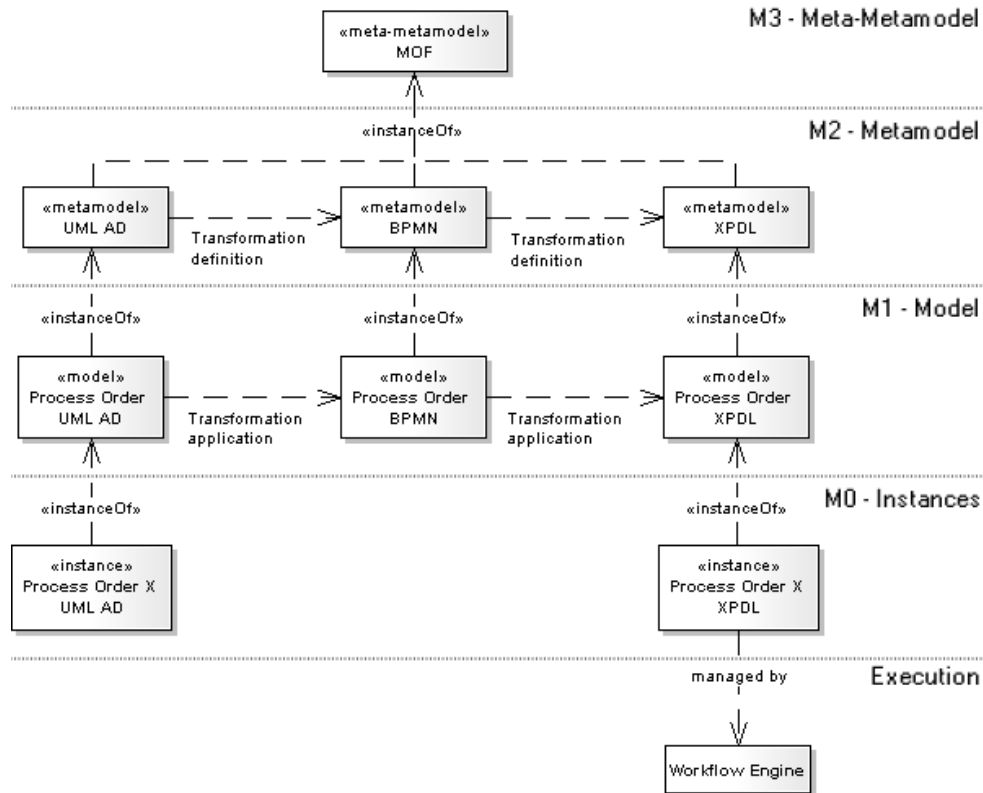 M3 - Meta-Metamodel
«meta-metamodel»
MOF
«instanceOf»
M2 - Metamodel
«metamodel»
UML AD
Transformation
definition
«metamodel»
BPMN
Transformation
definition
«metamodel»
XPDL
M1 - Model
«instanceOf»
«instanceOf»
«instanceOf»
«model»
Process Order
UML AD
Transformation
application
«model»
Process Order
BPMN
Transformation
application
«model»
Process Order
XPDL
M0 - Instances
«instanceOf»
«instanceOf»
«instance»
Process Order X
UML AD
«instance»
Process Order X
XPDL
managed by
Execution
Workflow Engine